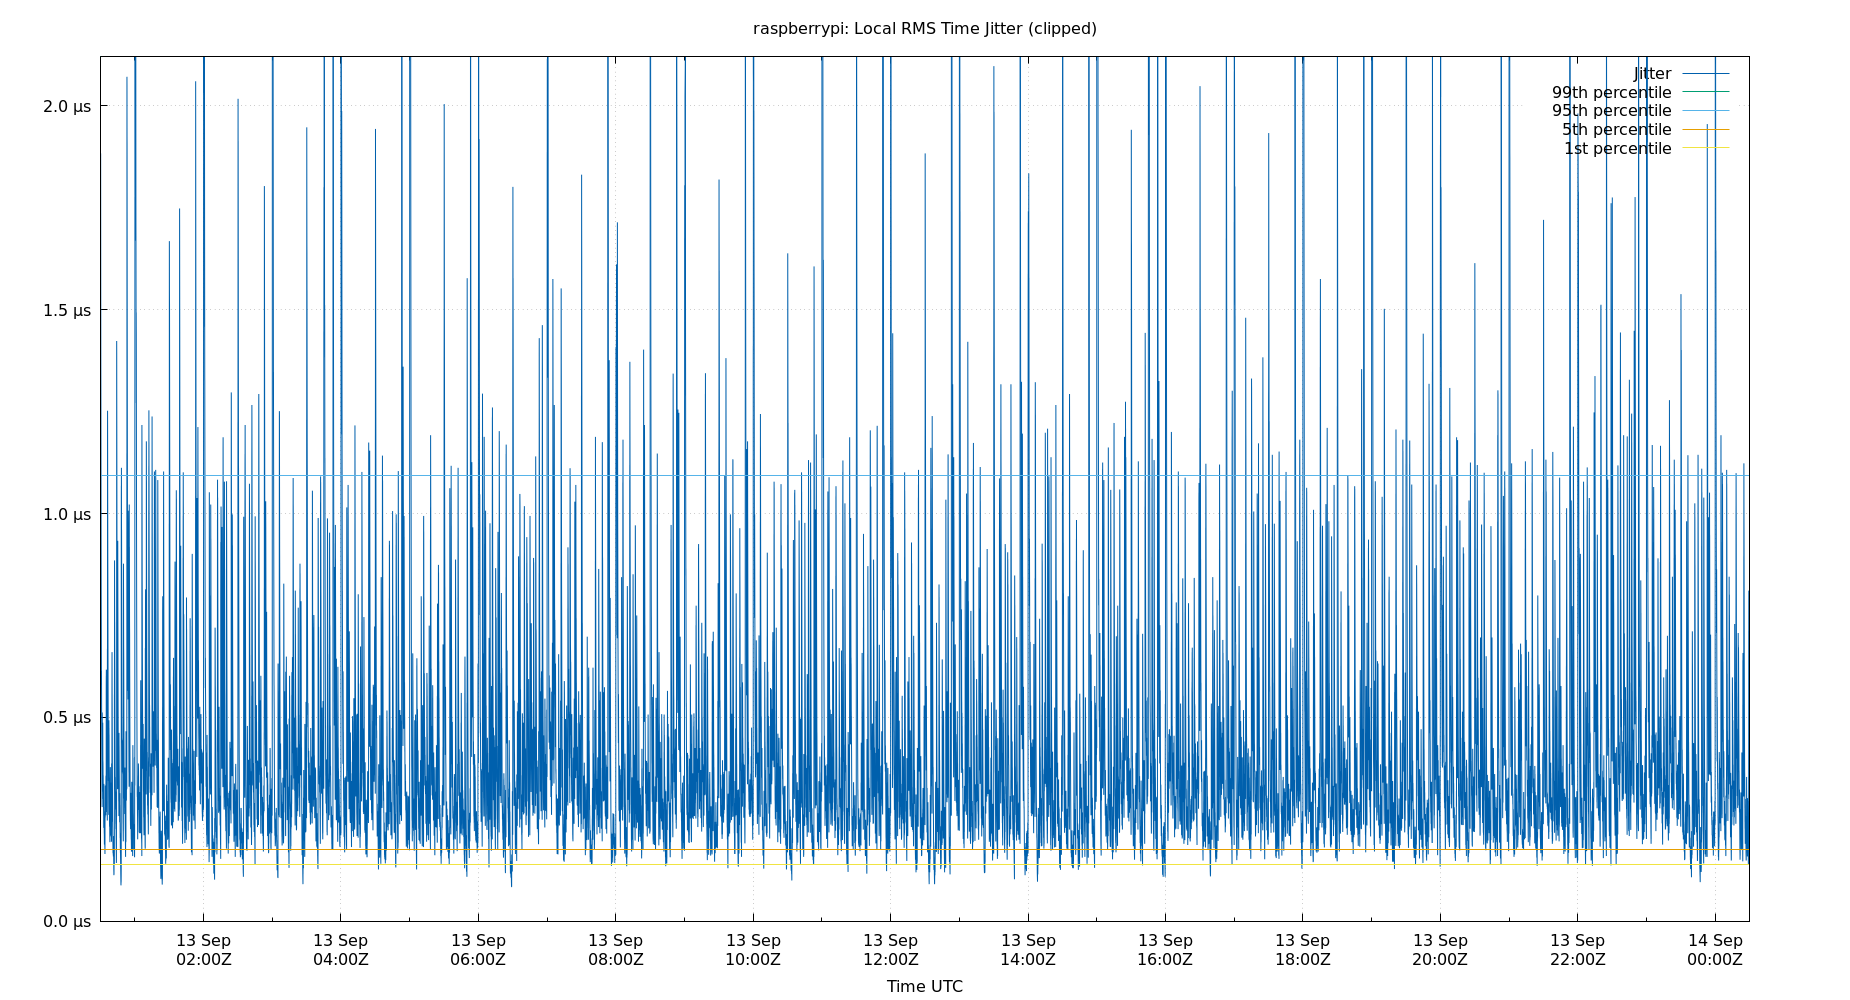 raspberrypi: Local RMS Time Jitter (clipped)
Jitter
99th percentile
95th percentile
5th percentile
1st percentile
2.0 µs
1.5 µs
1.0 µs
0.5 µs
0.0 µs
13 Sep 02:00Z
13 Sep 04:00Z
13 Sep 06:00Z
13 Sep 08:00Z
13 Sep 10:00Z
13 Sep 12:00Z
13 Sep 14:00Z
13 Sep 16:00Z
13 Sep 18:00Z
13 Sep 20:00Z
13 Sep 22:00Z
14 Sep 00:00Z
Time UTC